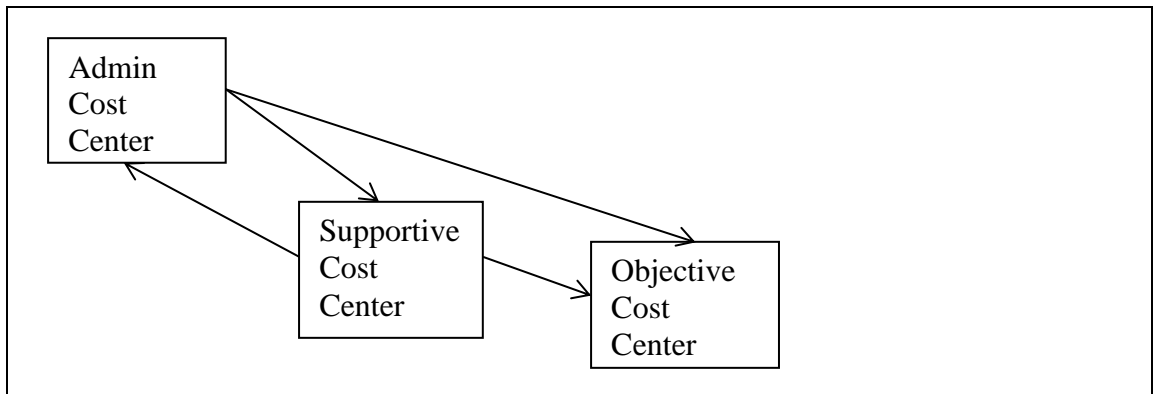 Admin
Cost
Center
Supportive
Cost
Center
Objective
Cost
Center